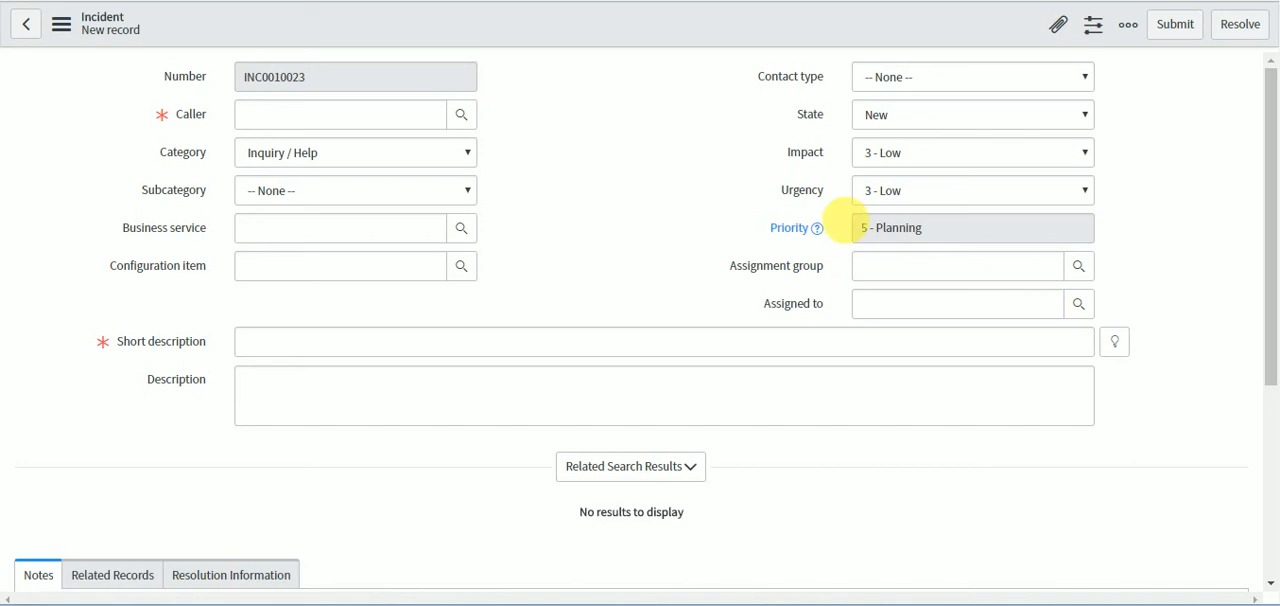 Incident
New record
Submit
Resolve
Number
INC0010023
Contact type
-- None --
Caller
State
New
Category
Inquiry / Help
Impact
3 - Low
Subcategory
-- None --
Urgency
3 - Low
Business service
Priority
5 - Planning
Configuration item
Assignment group
Assigned to
Short description
Description
Related Search Results
No results to display
Notes
Related Records
Resolution Information